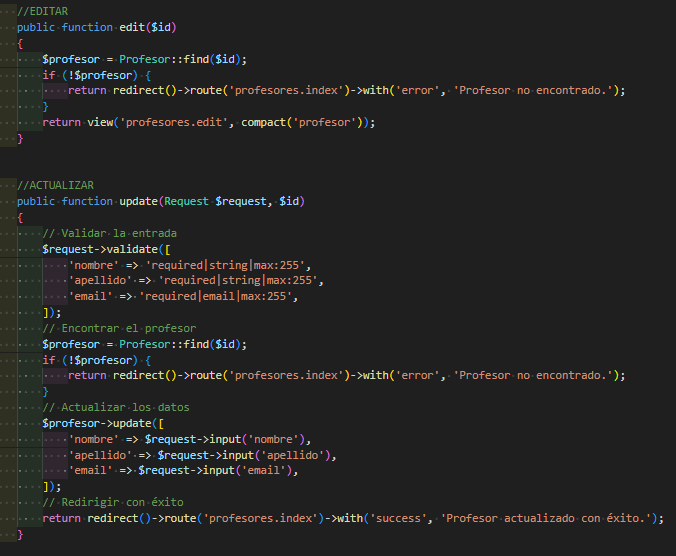 //EDITAR
public function edit($id)
{
    $profesor = Profesor::find($id);
    if (!$profesor) {
        return redirect()->route('profesores.index')->with('error', 'Profesor no encontrado.');
    }
    return view('profesores.edit', compact('profesor'));
}

//ACTUALIZAR
public function update(Request $request, $id)
{
    // Validar la entrada
    $request->validate([
        'nombre' => 'required|string|max:255',
        'apellido' => 'required|string|max:255',
        'email' => 'required|email|max:255',
    ]);
    // Encontrar el profesor
    $profesor = Profesor::find($id);
    if (!$profesor) {
        return redirect()->route('profesores.index')->with('error', 'Profesor no encontrado.');
    }
    // Actualizar los datos
    $profesor->update([
        'nombre' => $request->input('nombre'),
        'apellido' => $request->input('apellido'),
        'email' => $request->input('email'),
    ]);
    // Redirigir con éxito
    return redirect()->route('profesores.index')->with('success', 'Profesor actualizado con éxito.');
}